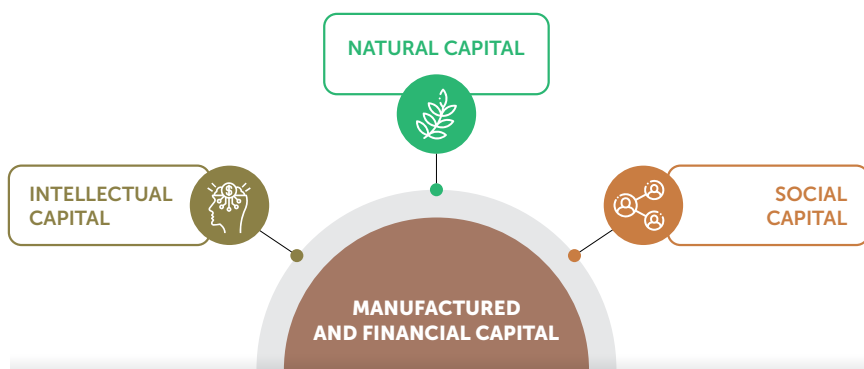 NATURAL CAPITAL
INTELLECTUAL
CAPITAL
$
SOCIAL
CAPITAL
MANUFACTURED
AND FINANCIAL CAPITAL